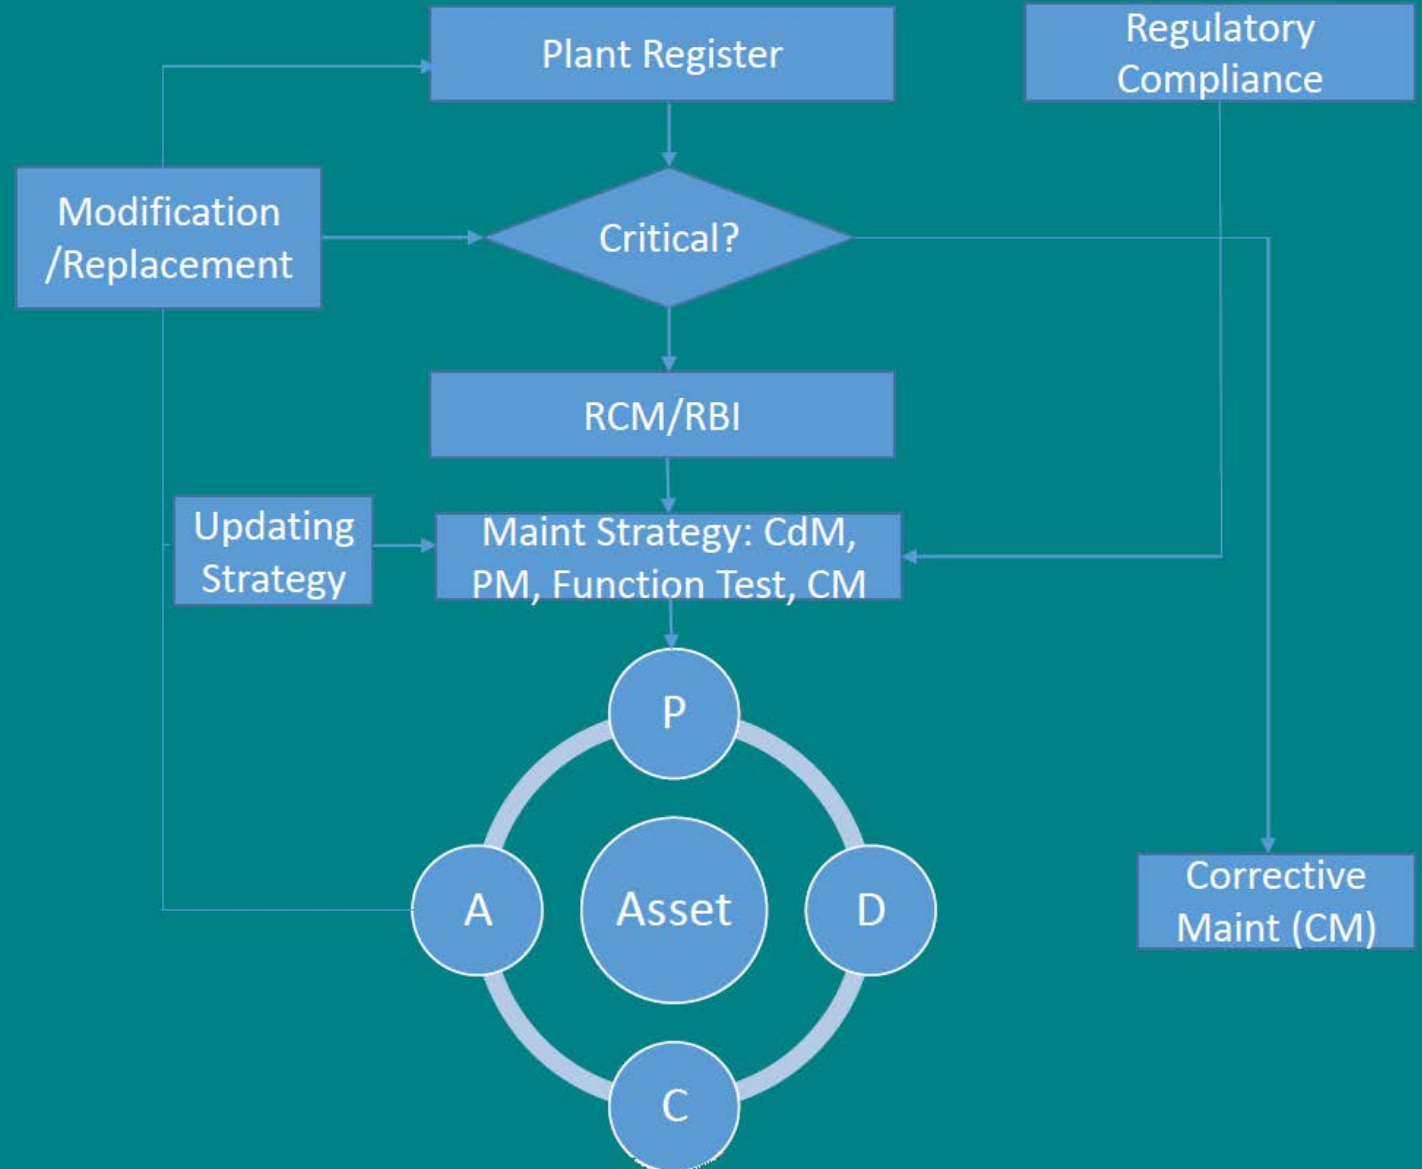 Plant Register
Regulatory
Compliance
Modification
/Replacement
Critical?
RCM/RBI
Updating
Strategy
Maint Strategy: CdM,
PM, Function Test, CM
P
A
Asset
D
Corrective
Maint (CM)
C